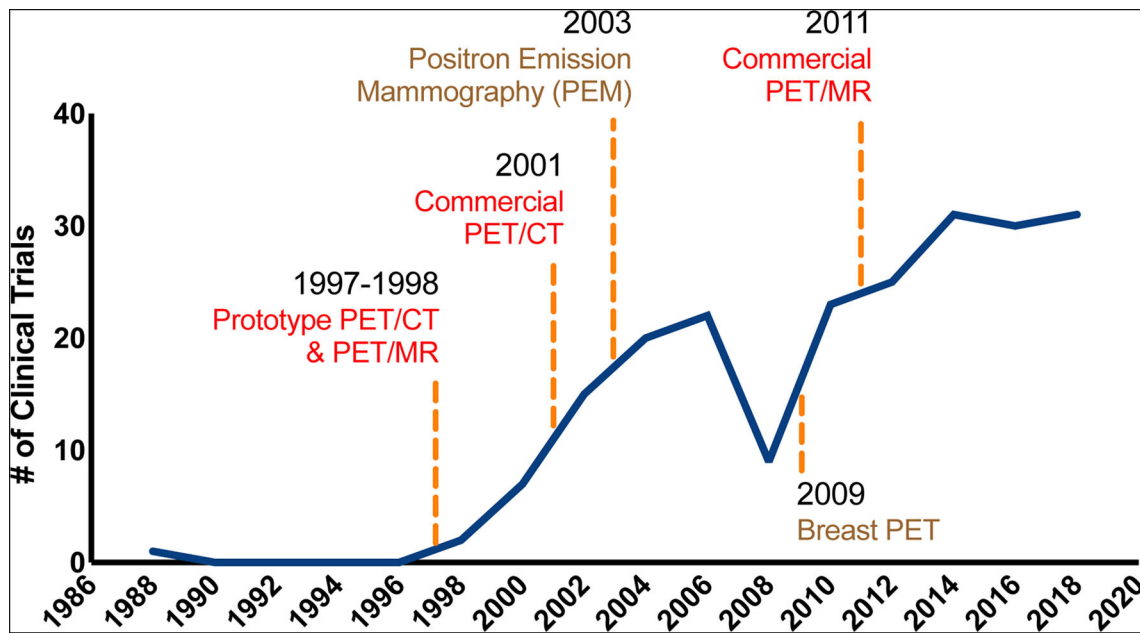 2003
Positron Emission
Mammography (PEM)
2011
Commercial
PET/MR
2001
Commercial
PET/CT
1997-1998
Prototype PET/CT
& PET/MR
2009
Breast PET
# of Clinical Trials
40
30
20
10
0
1986
1988
1990
1992
1994
1996
1998
2000
2002
2004
2006
2008
2010
2012
2014
2016
2018
2020